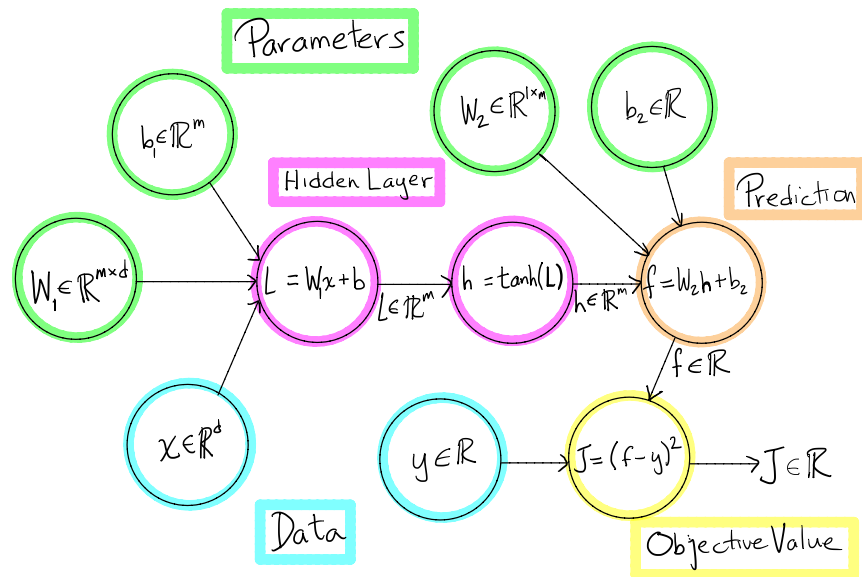 Parameters
b₁∈ℝᵐ
W₂∈ℝ¹ˣᵐ
b₂∈ℝ
Hidden Layer
Prediction
W₁∈ℝᵐˣᵈ
L = W₁x+b
L∈ℝᵐ
h = tanh(L)
h∈ℝᵐ
f = W₂h+b₂
f∈ℝ
x∈ℝᵈ
y∈ℝ
J=(f-y)²
J∈ℝ
Data
Objective Value